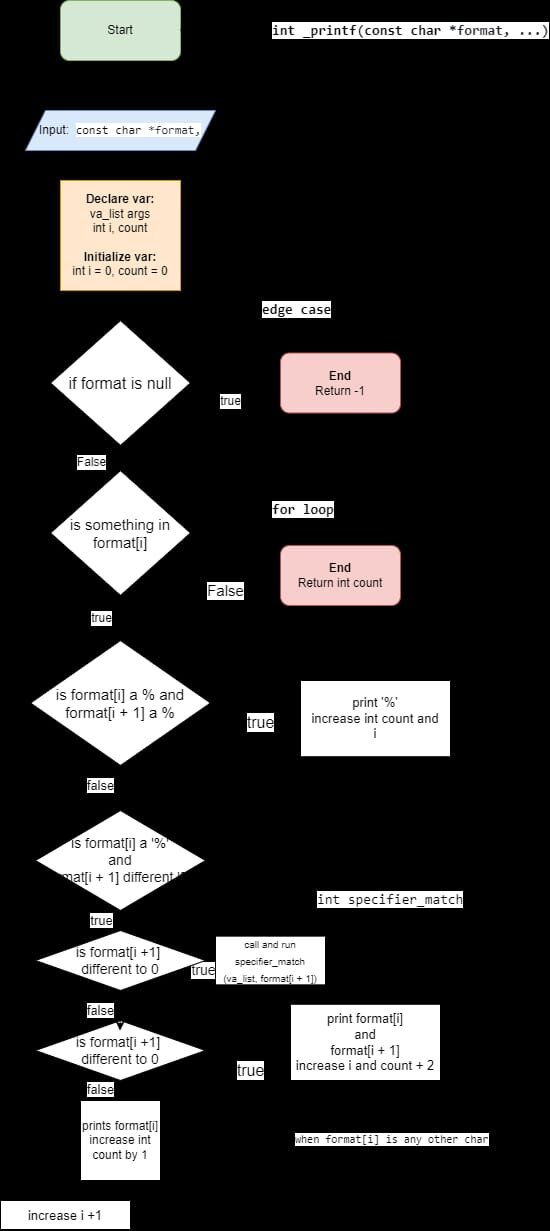 Start
int _printf(const char *format, ...)
Input: const char *format,
Declare var:
va_list args
int i, count
Initialize var:
int i = 0, count = 0
edge case
if format is null
End
Return -1
true
False
for loop
is something in
format[i]
End
Return int count
False
true
is format[i] a % and
format[i + 1] a %
print '%'
increase int count and
i
true
false
is format[i] a '%'
and
mat[i + 1] different
int specifier_match
true
is format[i +1]
different to 0
true
call and run
specifier_match
(va_list, format[i + 1])
false
is format[i +1]
different to 0
true
print format[i]
and
format[i + 1]
increase i and count + 2
false
prints format[i]
increase int
count by 1
when format[i] is any other char
increase i +1